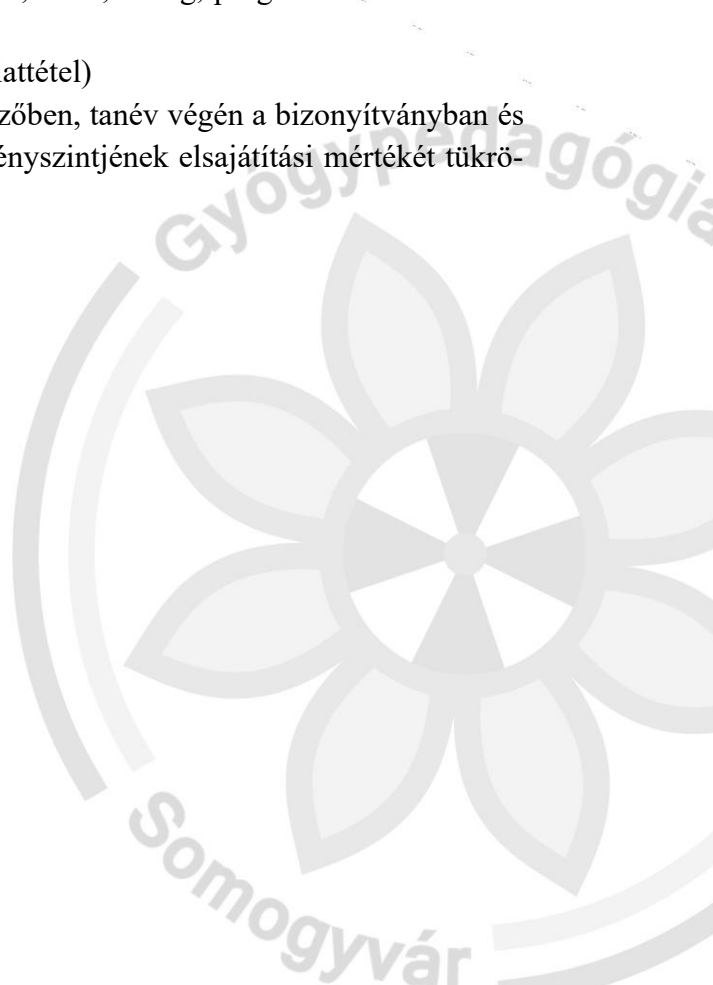 attétel)
zőben, tanév végén a bizonyítványban és
ényszintjének elsajátítási mértékét tükrö-
Gyógypedagógia
Somogyvár